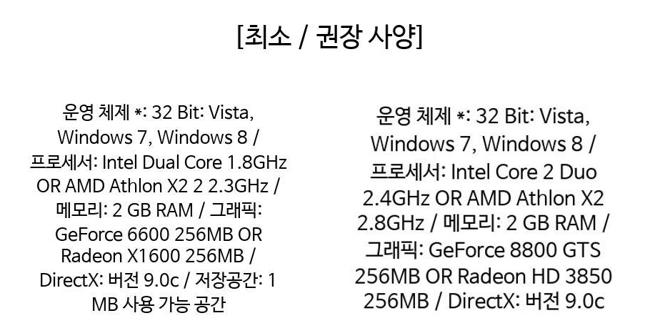 [최소 / 권장 사양]
운영 체제 *: 32 Bit: Vista,
Windows 7, Windows 8 /
프로세서: Intel Dual Core 1.8GHz
OR AMD Athlon X2 2 2.3GHz /
메모리: 2 GB RAM / 그래픽:
GeForce 6600 256MB OR
Radeon X1600 256MB /
DirectX: 버전 9.0c / 저장공간: 1
MB 사용 가능 공간
운영 체제 *: 32 Bit: Vista,
Windows 7, Windows 8 /
프로세서: Intel Core 2 Duo
2.4GHz OR AMD Athlon X2
2.8GHz / 메모리: 2 GB RAM /
그래픽: GeForce 8800 GTS
256MB OR Radeon HD 3850
256MB / DirectX: 버전 9.0c